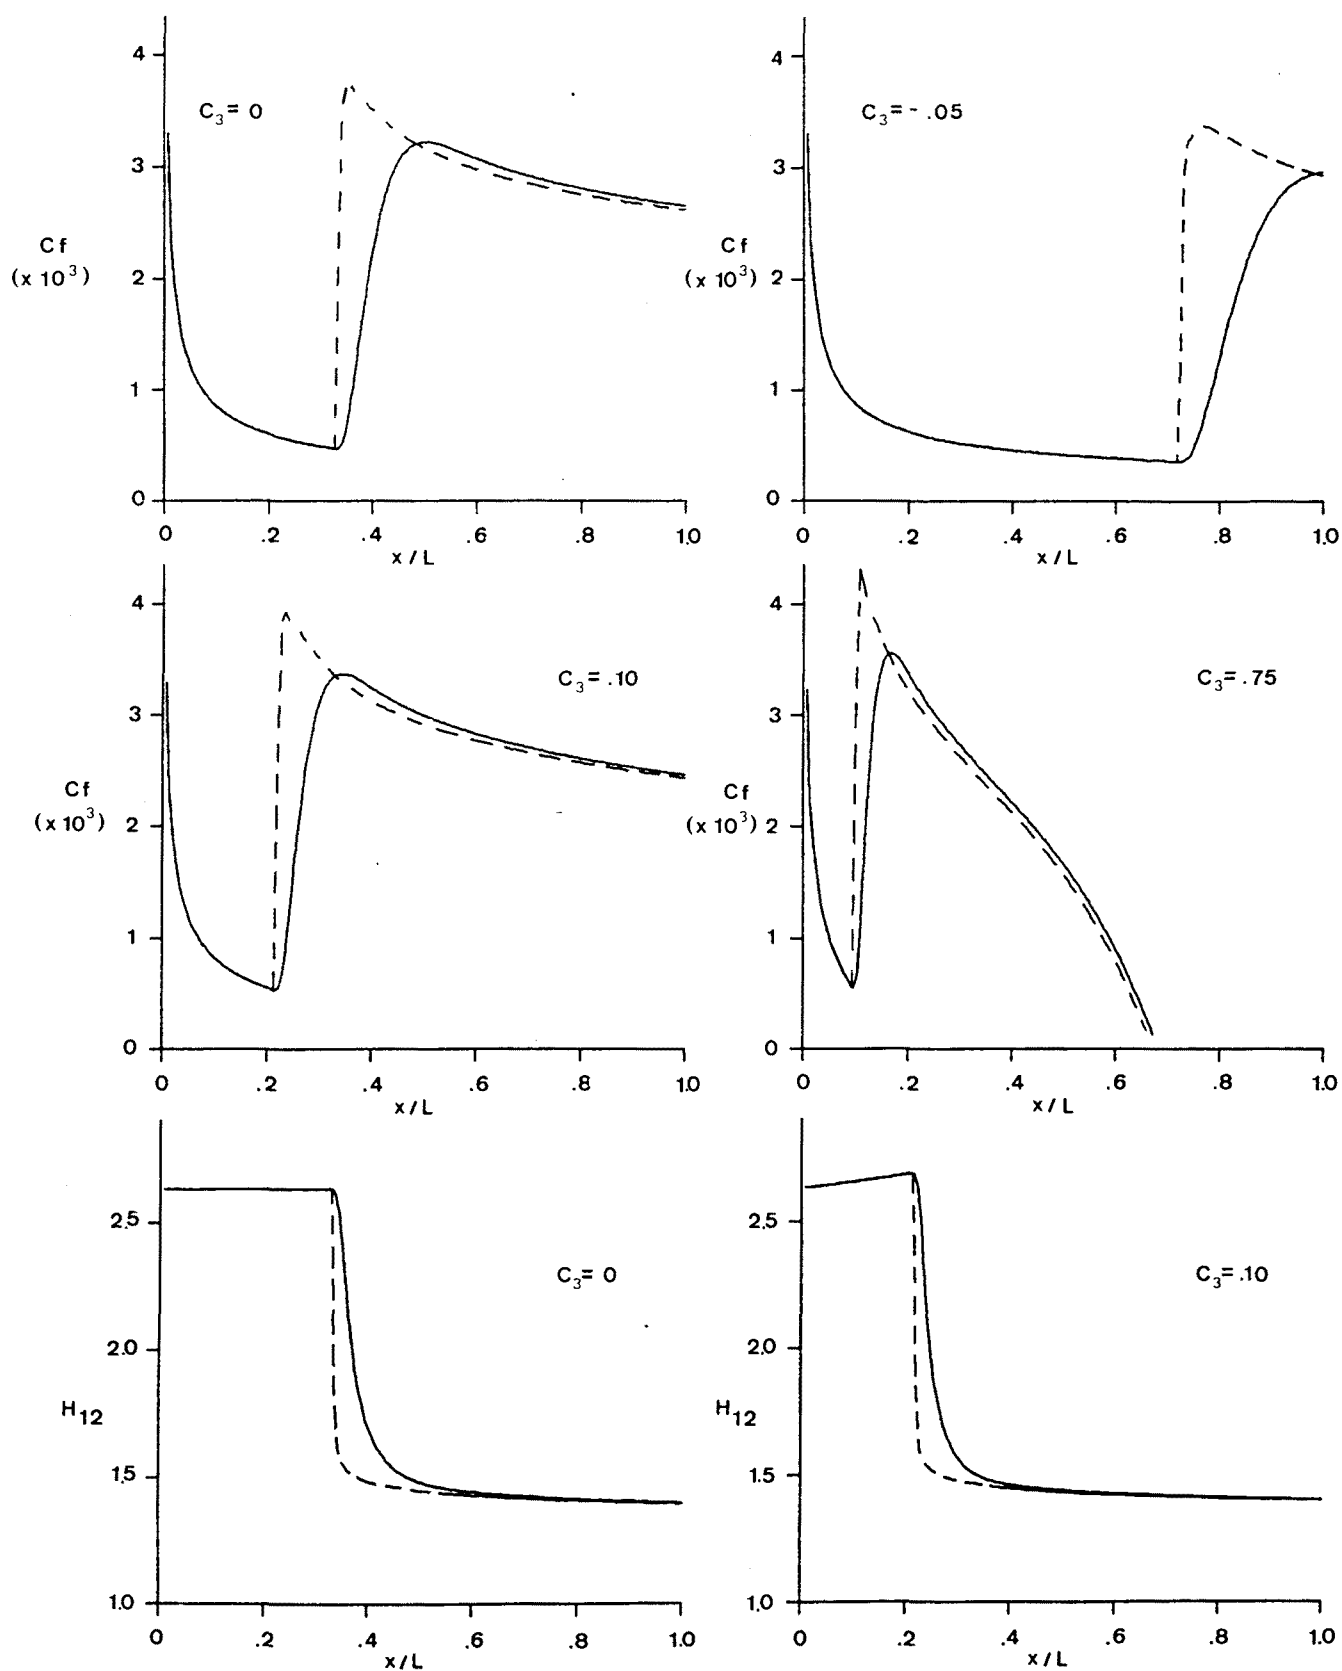 4
3
Cf
(x 10³)
2
1
0
C₃= 0
0 .2 .4 .6 .8 1.0
x/L
4
3
Cf
(x 10³)
2
1
0
C₃= - .05
0 .2 .4 .6 .8 1.0
x/L
4
3
Cf
(x 10³)
2
1
0
C₃= .10
0 .2 .4 .6 .8 1.0
x/L
4
3
Cf
(x 10³) 2
1
0
C₃= .75
0 .2 .4 .6 .8 1.0
x/L
2.5
2.0
H₁₂
1.5
1.0
C₃= 0
0 .2 .4 .6 .8 1.0
x/L
2.5
2.0
H₁₂
1.5
1.0
C₃= .10
0 .2 .4 .6 .8 1.0
x/L